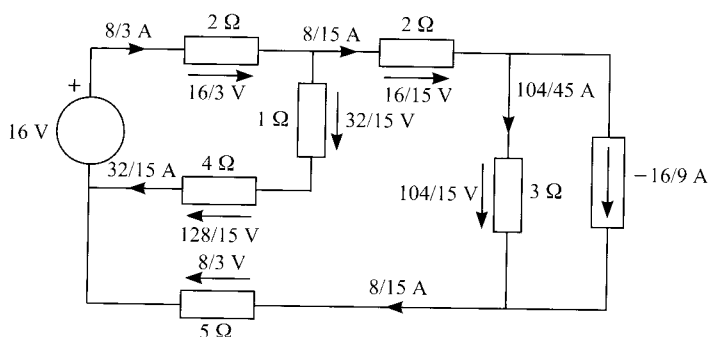 8/3 A
2 Ω
8/15 A
2 Ω
16/3 V
16/15 V
104/45 A
+
1 Ω
32/15 V
16 V
32/15 A
4 Ω
104/15 V
3 Ω
−16/9 A
128/15 V
8/3 V
8/15 A
5 Ω